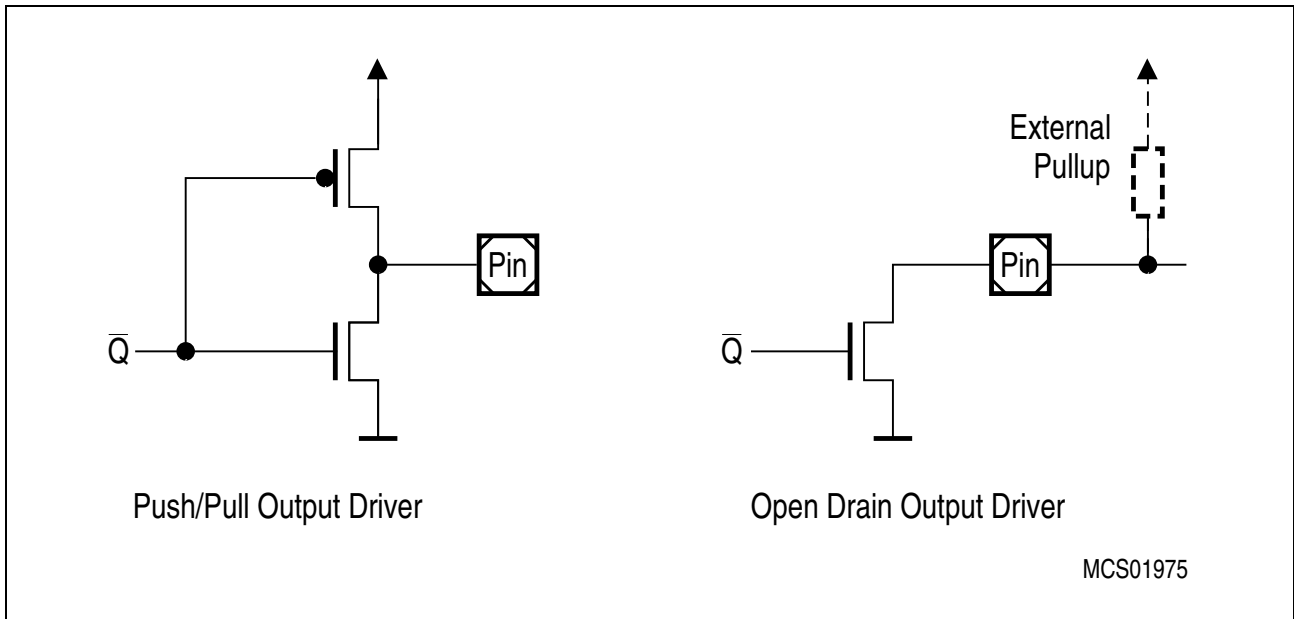 External
Pullup
Pin
Pin
Q̅
Q̅
Push/Pull Output Driver
Open Drain Output Driver
MCS01975